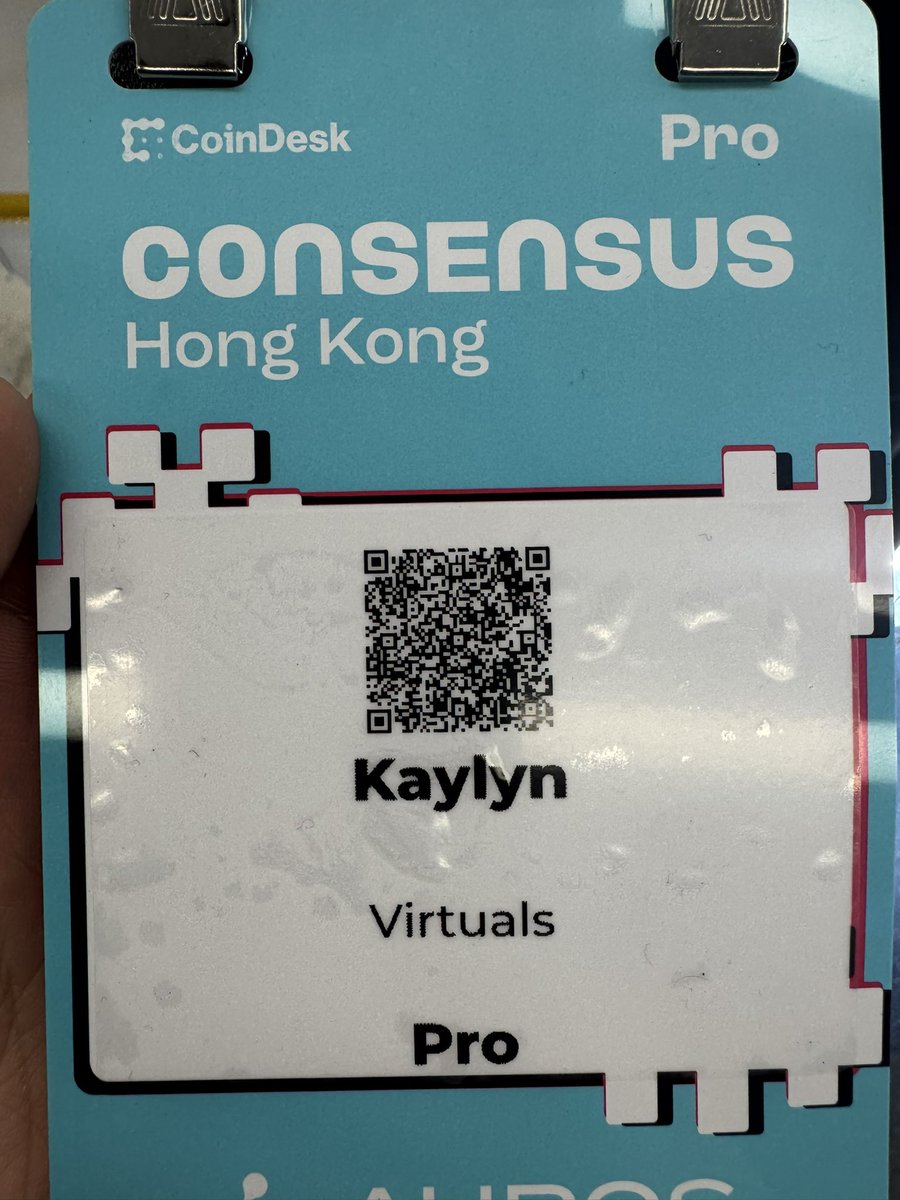 CoinDesk
Pro
CONSENSUS
Hong Kong
Kaylyn
Virtuals
Pro